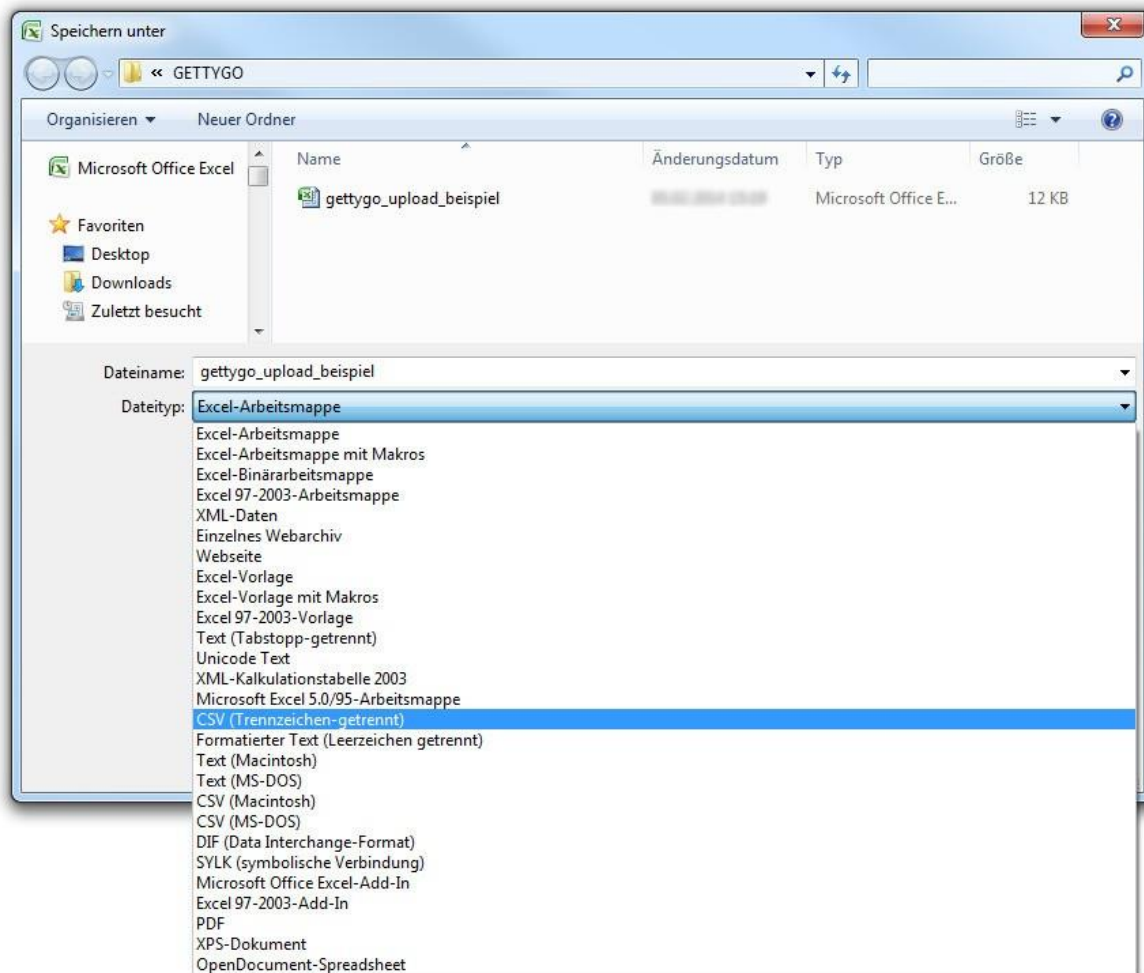 Speichern unter
« GETTYGO
Organisieren Neuer Ordner
Microsoft Office Excel
Favoriten
Desktop
Downloads
Zuletzt besucht
Name Änderungsdatum Typ Größe
gettygo_upload_beispiel Microsoft Office E... 12 KB
Dateiname: gettygo_upload_beispiel
Dateityp: Excel-Arbeitsmappe
Excel-Arbeitsmappe
Excel-Arbeitsmappe mit Makros
Excel-Binärarbeitsmappe
Excel 97-2003-Arbeitsmappe
XML-Daten
Einzelnes Webarchiv
Webseite
Excel-Vorlage
Excel-Vorlage mit Makros
Excel 97-2003-Vorlage
Text (Tabstopp-getrennt)
Unicode Text
XML-Kalkulationstabelle 2003
Microsoft Excel 5.0/95-Arbeitsmappe
CSV (Trennzeichen-getrennt)
Formatierter Text (Leerzeichen getrennt)
Text (Macintosh)
Text (MS-DOS)
CSV (Macintosh)
CSV (MS-DOS)
DIF (Data Interchange-Format)
SYLK (symbolische Verbindung)
Microsoft Office Excel-Add-In
Excel 97-2003-Add-In
PDF
XPS-Dokument
OpenDocument-Spreadsheet